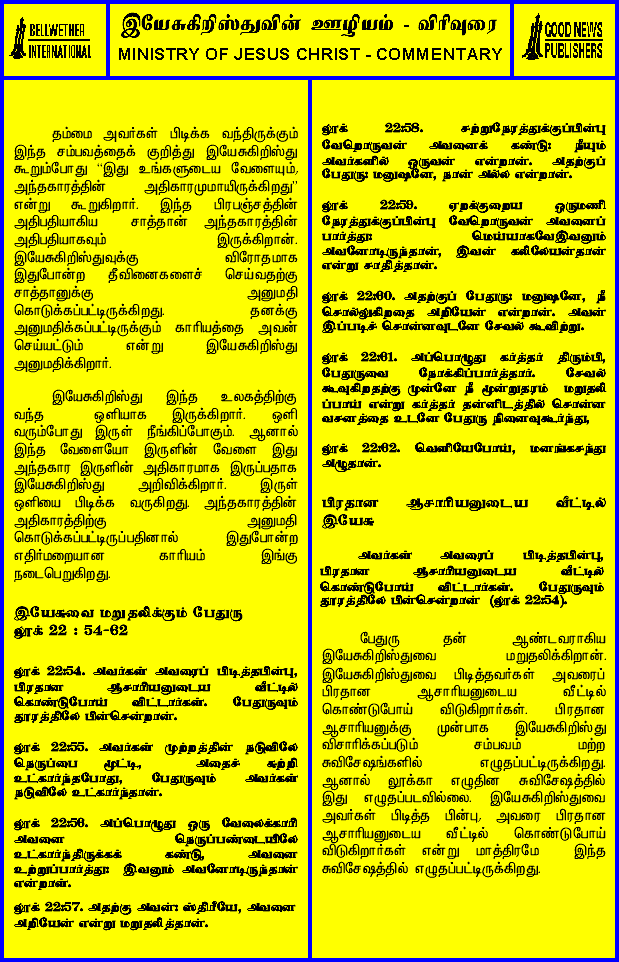 BELLWETHER
INTERNATIONAL
இயேசுகிறிஸ்துவின் ஊழியம் - விரிவுரை
MINISTRY OF JESUS CHRIST - COMMENTARY
GOOD NEWS
PUBLISHERS
தம்மை அவர்கள் பிடிக்க வந்திருக்கும்
இந்த சம்பவத்தைக் குறித்து இயேசுகிறிஸ்து
கூறும்போது “இது உங்களுடைய வேளையும்,
அந்தகாரத்தின் அதிகாரமுமாயிருக்கிறது”
என்று கூறுகிறார். இந்த பிரபஞ்சத்தின்
அதிபதியாகிய சாத்தான் அந்தகாரத்தின்
அதிபதியாகவும் இருக்கிறான்.
இயேசுகிறிஸ்துவுக்கு விரோதமாக
இதுபோன்ற தீவினைகளைச் செய்வதற்கு
சாத்தானுக்கு அனுமதி
கொடுக்கப்பட்டிருக்கிறது. தனக்கு
அனுமதிக்கப்பட்டிருக்கும் காரியத்தை அவன்
செய்யட்டும் என்று இயேசுகிறிஸ்து
அனுமதிக்கிறார்.
இயேசுகிறிஸ்து இந்த உலகத்திற்கு
வந்த ஒளியாக இருக்கிறார். ஒளி
வரும்போது இருள் நீங்கிப்போகும். ஆனால்
இந்த வேளையோ இருளின் வேளை இது
அந்தகார இருளின் அதிகாரமாக இருப்பதாக
இயேசுகிறிஸ்து அறிவிக்கிறார். இருள்
ஒளியை பிடிக்க வருகிறது. அந்தகாரத்தின்
அதிகாரத்திற்கு அனுமதி
கொடுக்கப்பட்டிருப்பதினால் இதுபோன்ற
எதிர்மறையான காரியம் இங்கு
நடைபெறுகிறது.
இயேசுவை மறுதலிக்கும் பேதுரு
லூக் 22 : 54-62
லூக் 22:54. அவர்கள் அவரைப் பிடித்தபின்பு,
பிரதான ஆசாரியனுடைய வீட்டில்
கொண்டுபோய் விட்டார்கள். பேதுருவும்
தூரத்திலே பின்சென்றான்.
லூக் 22:55. அவர்கள் முற்றத்தின் நடுவிலே
நெருப்பை மூட்டி, அதைச் சுற்றி
உட்கார்ந்தபோது, பேதுருவும் அவர்கள்
நடுவிலே உட்கார்ந்தான்.
லூக் 22:56. அப்பொழுது ஒரு வேலைக்காரி
அவனை நெருப்பண்டையிலே
உட்கார்ந்திருக்கக் கண்டு, அவனை
உற்றுப்பார்த்து: இவனும் அவனோடிருந்தான்
என்றாள்.
லூக் 22:57. அதற்கு அவன்: ஸ்திரீயே, அவனை
அறியேன் என்று மறுதலித்தான்.
லூக் 22:58. சற்றுநேரத்துக்குப்பின்பு
வேறொருவன் அவனைக் கண்டு: நீயும்
அவர்களில் ஒருவன் என்றான். அதற்குப்
பேதுரு: மனுஷனே, நான் அல்ல என்றான்.
லூக் 22:59. ஏறக்குறைய ஒருமணி
நேரத்துக்குப்பின்பு வேறொருவன் அவனைப்
பார்த்து: மெய்யாகவேஇவனும்
அவனோடிருந்தான், இவன் கலிலேயன்தான்
என்று சாதித்தான்.
லூக் 22:60. அதற்குப் பேதுரு: மனுஷனே, நீ
சொல்லுகிறதை அறியேன் என்றான். அவன்
இப்படிச் சொன்னவுடனே சேவல் கூவிற்று.
லூக் 22:61. அப்பொழுது கர்த்தர் திரும்பி,
பேதுருவை நோக்கிப்பார்த்தார். சேவல்
கூவுகிறதற்கு முன்னே நீ மூன்றுதரம் மறுதலி
ப்பாய் என்று கர்த்தர் தன்னிடத்தில் சொன்ன
வசனத்தை உடனே பேதுரு நினைவுகூர்ந்து,
லூக் 22:62. வெளியேபோய், மனங்கசந்து
அழுதான்.
பிரதான ஆசாரியனுடைய வீட்டில்
இயேசு
அவர்கள் அவரைப் பிடித்தபின்பு,
பிரதான ஆசாரியனுடைய வீட்டில்
கொண்டுபோய் விட்டார்கள். பேதுருவும்
தூரத்திலே பின்சென்றான் (லூக் 22:54).
பேதுரு தன் ஆண்டவராகிய
இயேசுகிறிஸ்துவை மறுதலிக்கிறான்.
இயேசுகிறிஸ்துவை பிடித்தவர்கள் அவரைப்
பிரதான ஆசாரியனுடைய வீட்டில்
கொண்டுபோய் விடுகிறார்கள். பிரதான
ஆசாரியனுக்கு முன்பாக இயேசுகிறிஸ்து
விசாரிக்கப்படும் சம்பவம் மற்ற
சுவிசேஷங்களில் எழுதப்பட்டிருக்கிறது.
ஆனால் லூக்கா எழுதின சுவிசேஷத்தில்
இது எழுதப்படவில்லை. இயேசுகிறிஸ்துவை
அவர்கள் பிடித்த பின்பு, அவரை பிரதான
ஆசாரியனுடைய வீட்டில் கொண்டுபோய்
விடுகிறார்கள் என்று மாத்திரமே இந்த
சுவிசேஷத்தில் எழுதப்பட்டிருக்கிறது.